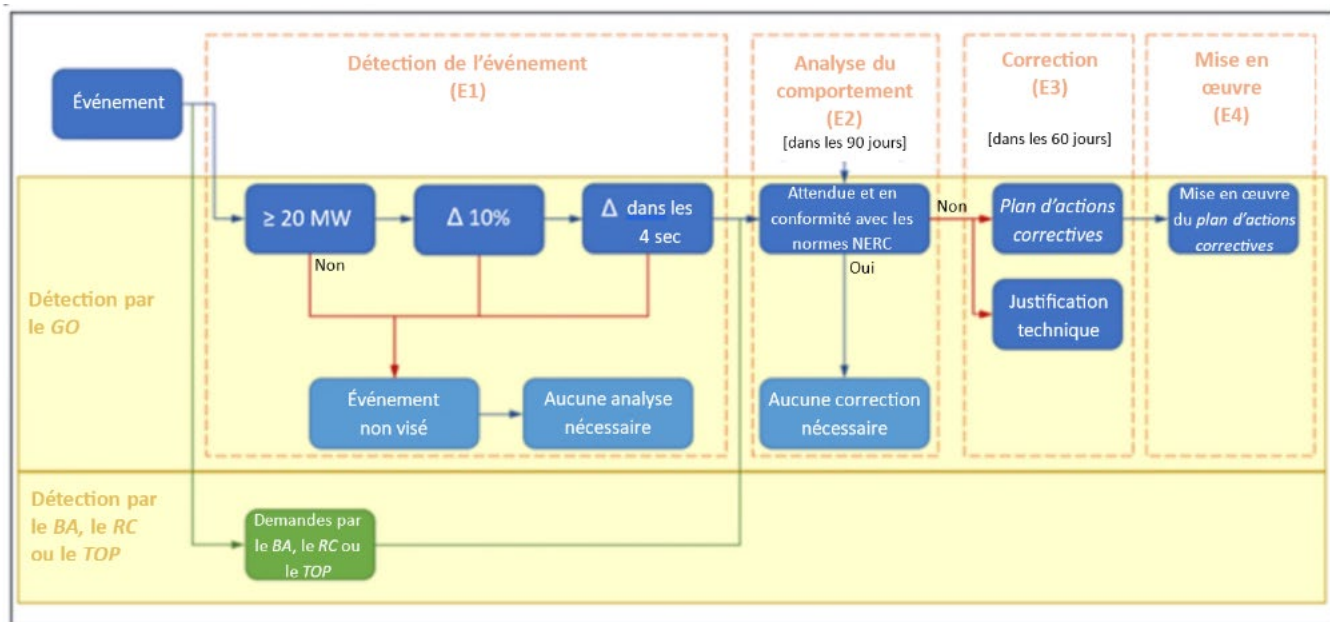 Événement
Détection de l’événement
(E1)
Analyse du
comportement
(E2)
[dans les 90 jours]
Correction
(E3)
[dans les 60 jours]
Mise en
œuvre
(E4)
Détection par
le GO
≥ 20 MW
Δ 10%
Δ dans les
4 sec
Attendue et en
conformité avec les
normes NERC
Non
Plan d’actions
correctives
Mise en œuvre
du plan d’actions
correctives
Non
Oui
Justification
technique
Événement
non visé
Aucune analyse
nécessaire
Aucune correction
nécessaire
Détection par
le BA, le RC
ou le TOP
Demandes par
le BA, le RC ou
le TOP